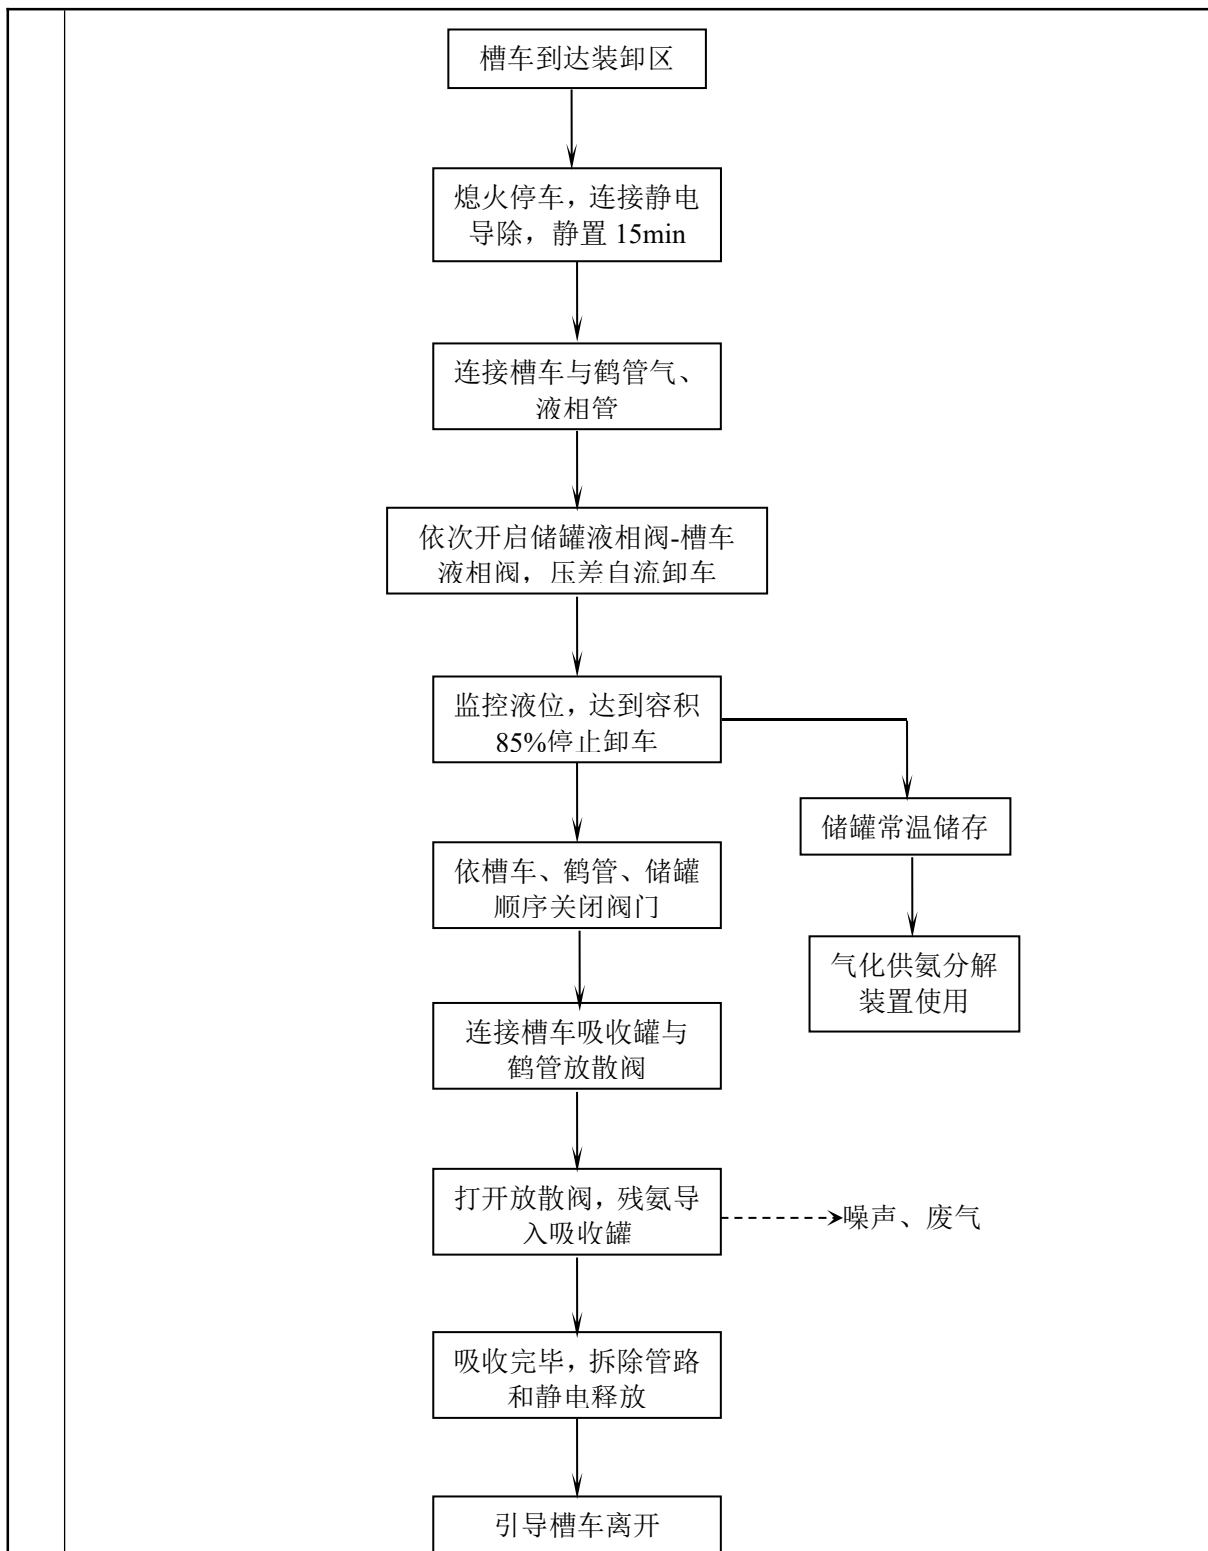 槽车到达装卸区
熄火停车，连接静电
导除，静置 15min
连接槽车与鹤管气、
液相管
依次开启储罐液相阀-槽车
液相阀，压差自流卸车
监控液位，达到容积
85%停止卸车
储罐常温储存
依槽车、鹤管、储罐
顺序关闭阀门
气化供氨分解
装置使用
连接槽车吸收罐与
鹤管放散阀
打开放散阀，残氨导
入吸收罐
噪声、废气
吸收完毕，拆除管路
和静电释放
引导槽车离开